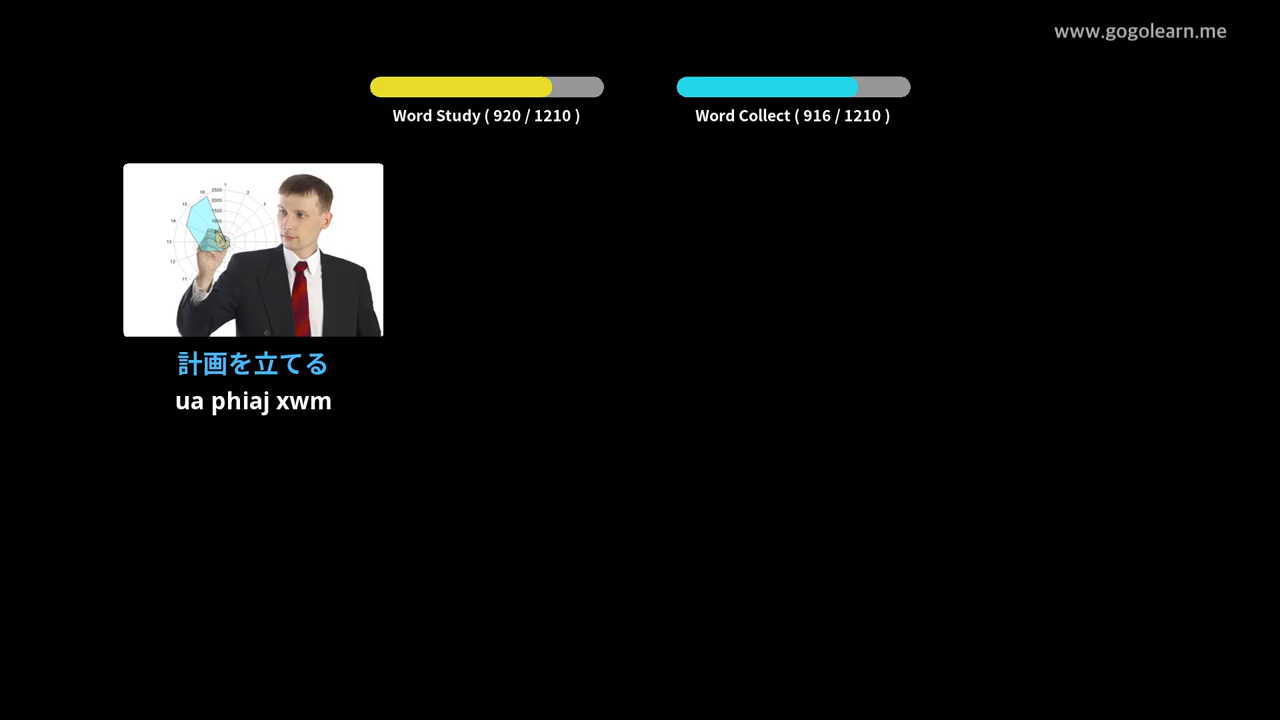 www.gogolearn.me
Word Study ( 920 / 1210 )
Word Collect ( 916 / 1210 )
計画を立てる
ua phiaj xwm